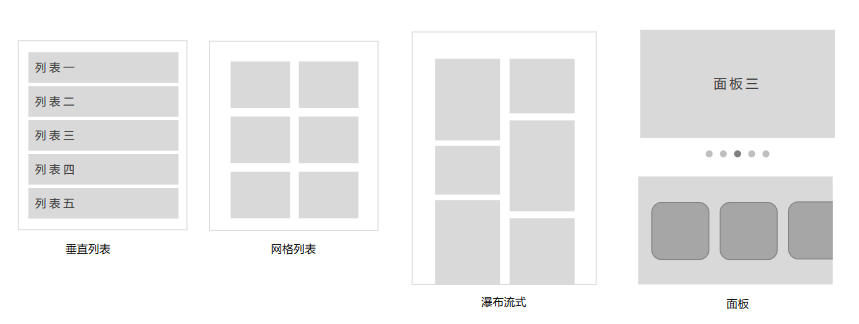 列表一
列表二
列表三
列表四
列表五
垂直列表
网格列表
瀑布流式
面板三
面板